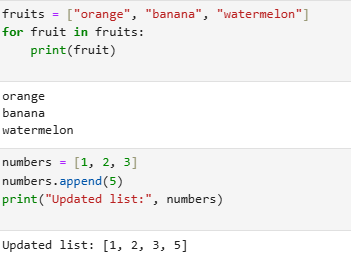 fruits = ["orange", "banana", "watermelon"]
for fruit in fruits:
    print(fruit)
orange
banana
watermelon
numbers = [1, 2, 3]
numbers.append(5)
print("Updated list:", numbers)
Updated list: [1, 2, 3, 5]